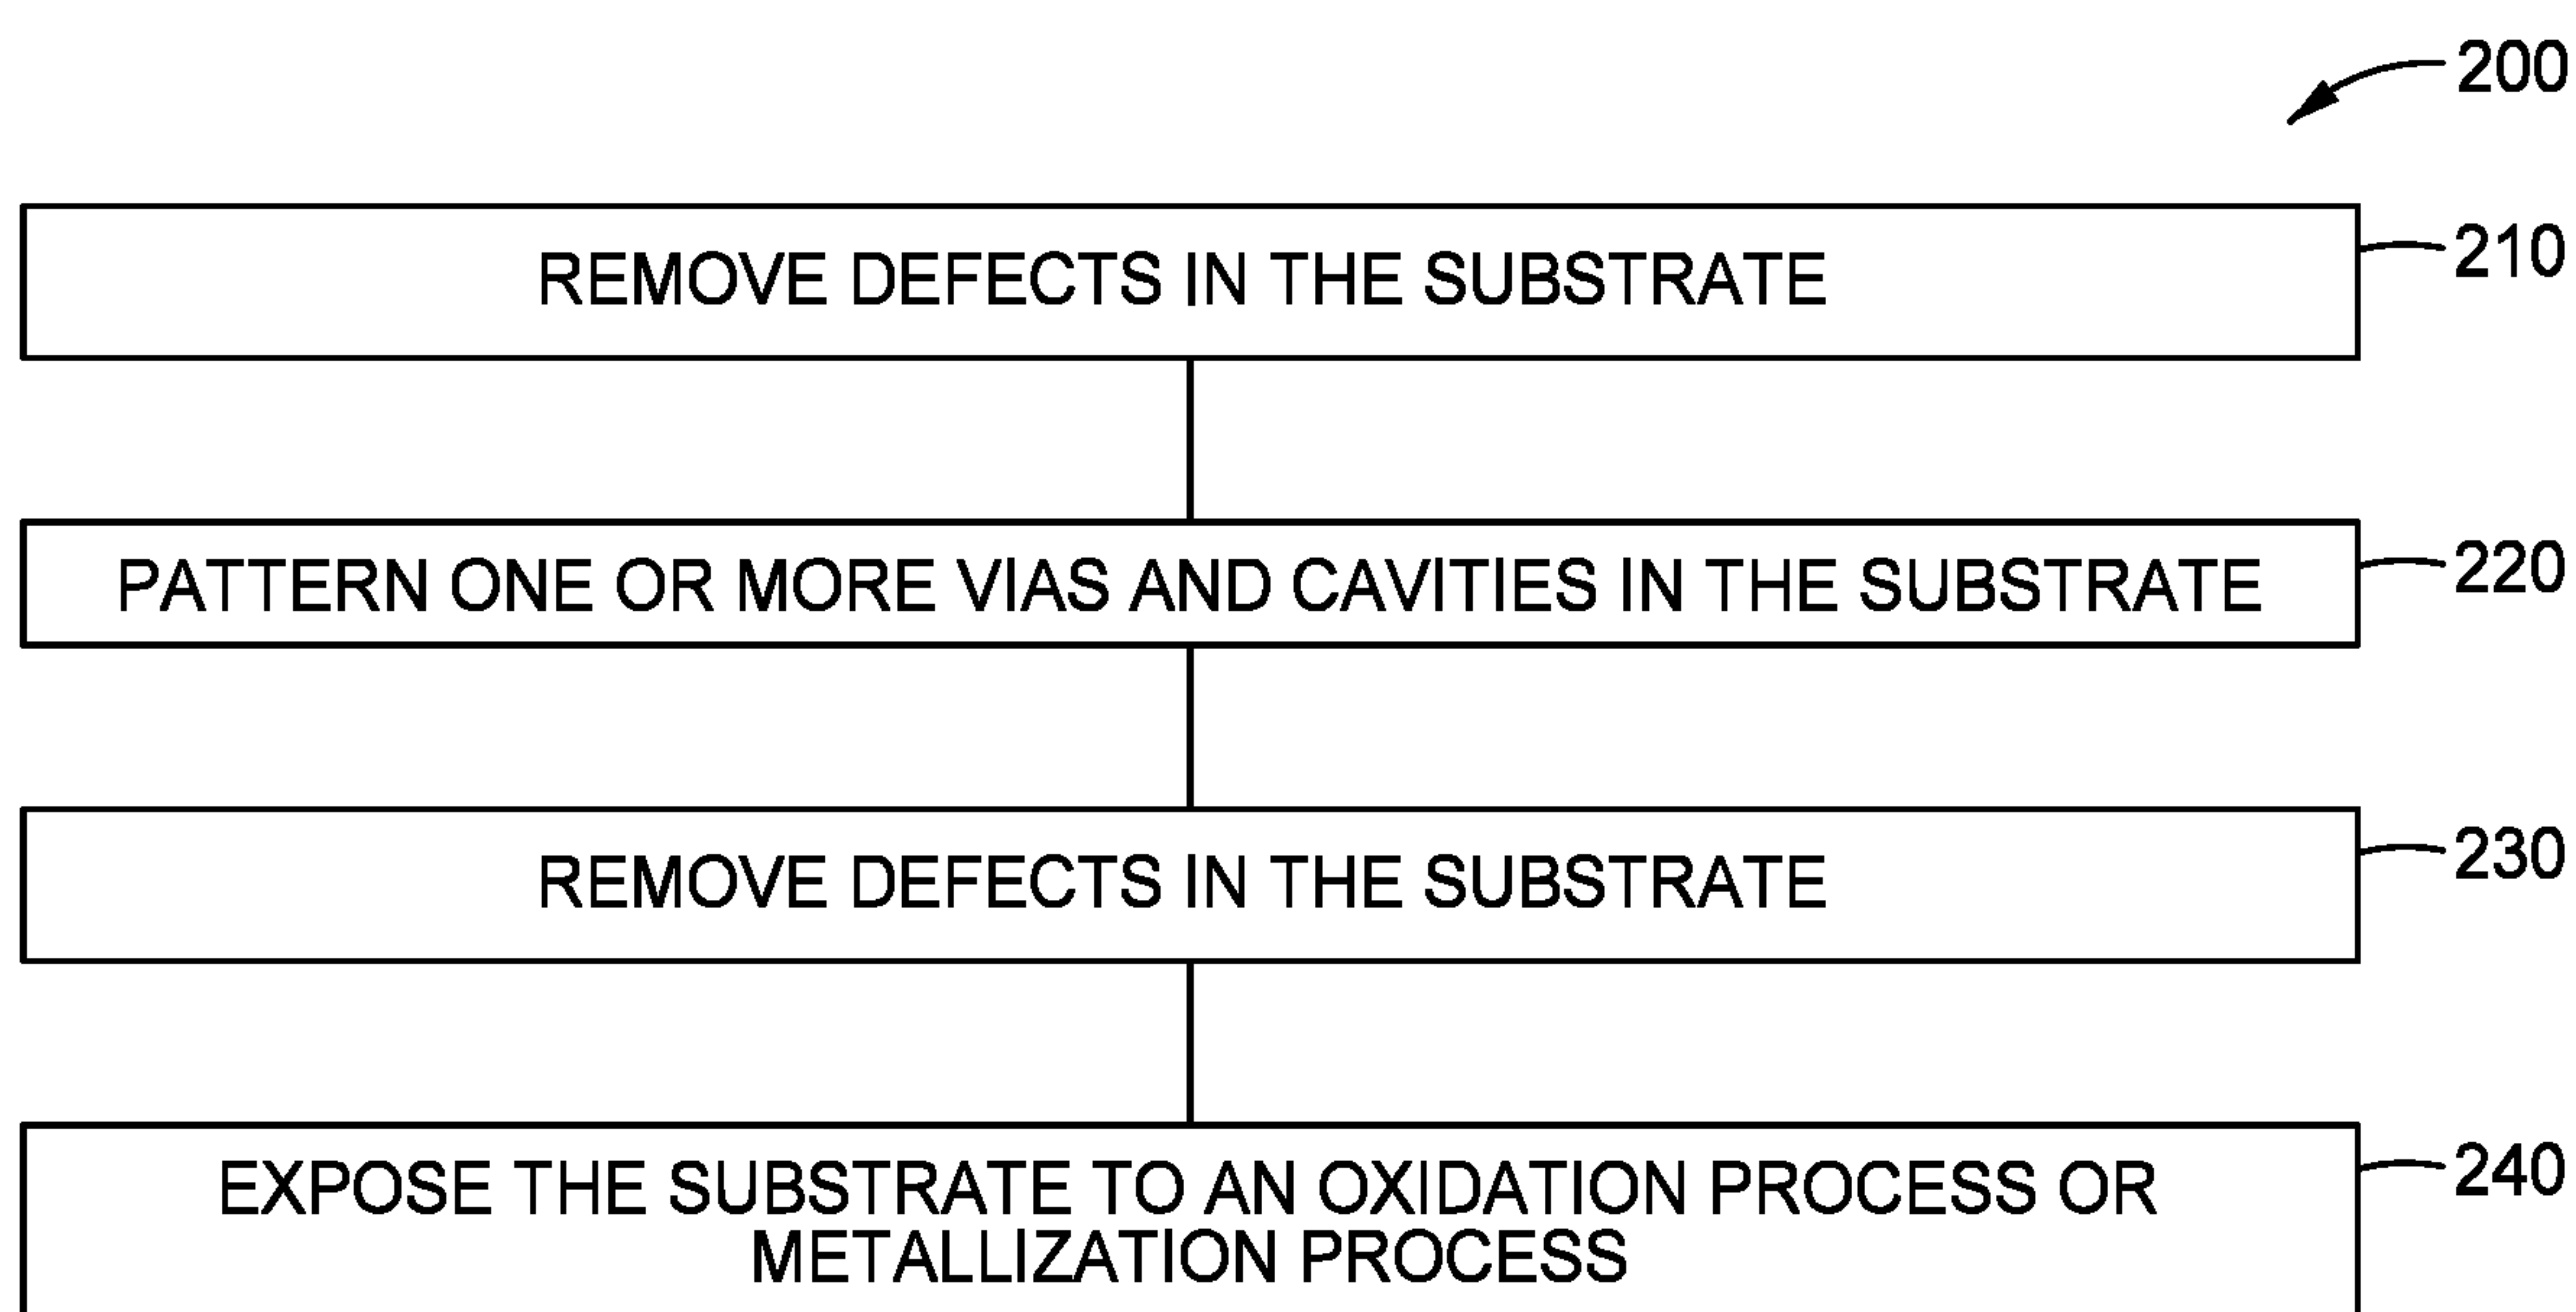 200
REMOVE DEFECTS IN THE SUBSTRATE
210
PATTERN ONE OR MORE VIAS AND CAVITIES IN THE SUBSTRATE
220
REMOVE DEFECTS IN THE SUBSTRATE
230
EXPOSE THE SUBSTRATE TO AN OXIDATION PROCESS OR
METALLIZATION PROCESS
240